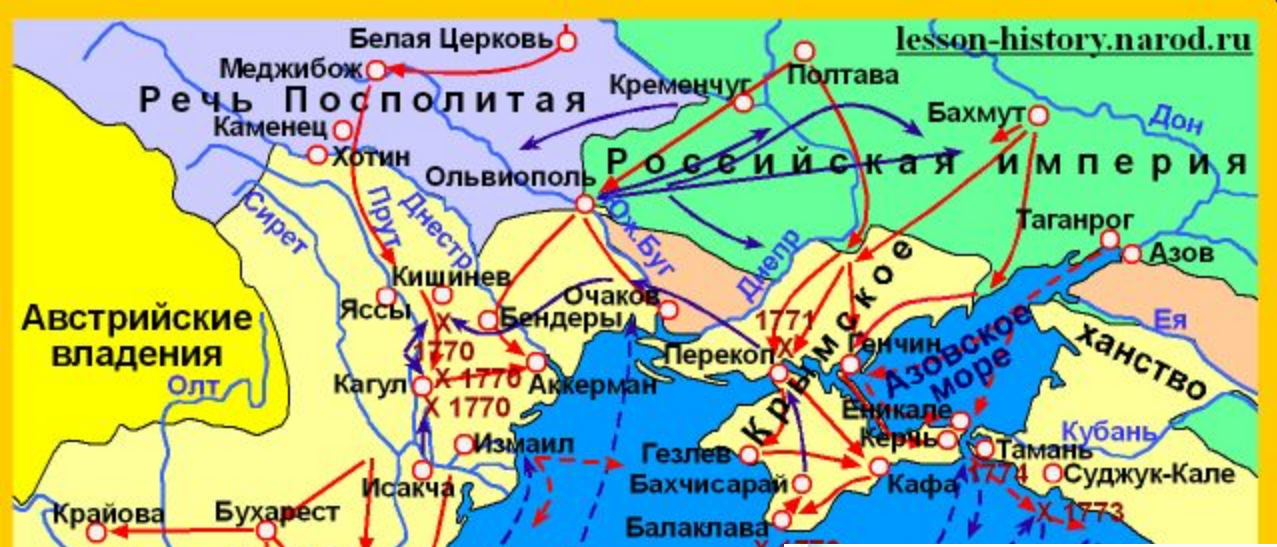 lesson-history.narod.ru
Белая Церковь
Меджибож
Полтава
Кременчуг
Речь Посполитая
Бахмут
Дон
Каменец
Хотин
Российская империя
Ольвиополь
Сирет
Прут
Днестр
Юж.Буг
Днепр
Таганрог
Азов
Кишинев
Яссы
Очаков
Бендеры
Австрийские
владения
1771
X
Крымское
ханство
Ея
X
1770
Перекоп
Генчин
Азовское
море
Олт
Кагул
X 1770
Аккерман
X 1770
Еникале
Керчь
Кубань
Измаил
Гезлев
Тамань
1774
Исакча
Бахчисарай
Кафа
Суджук-Кале
Крайова
Бухарест
Балаклава
X 1773